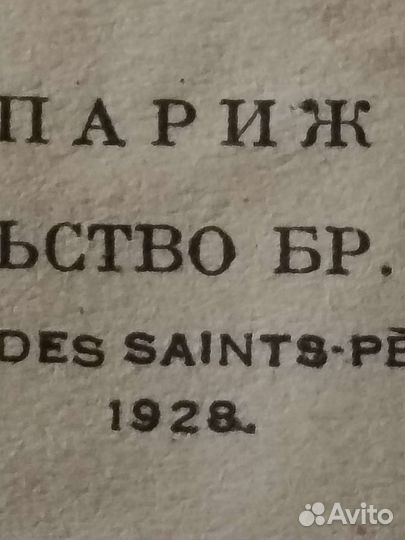 ПАРИЖ
ЬСТВО БР.
DES SAINTS-PÈ
1928.
Avito